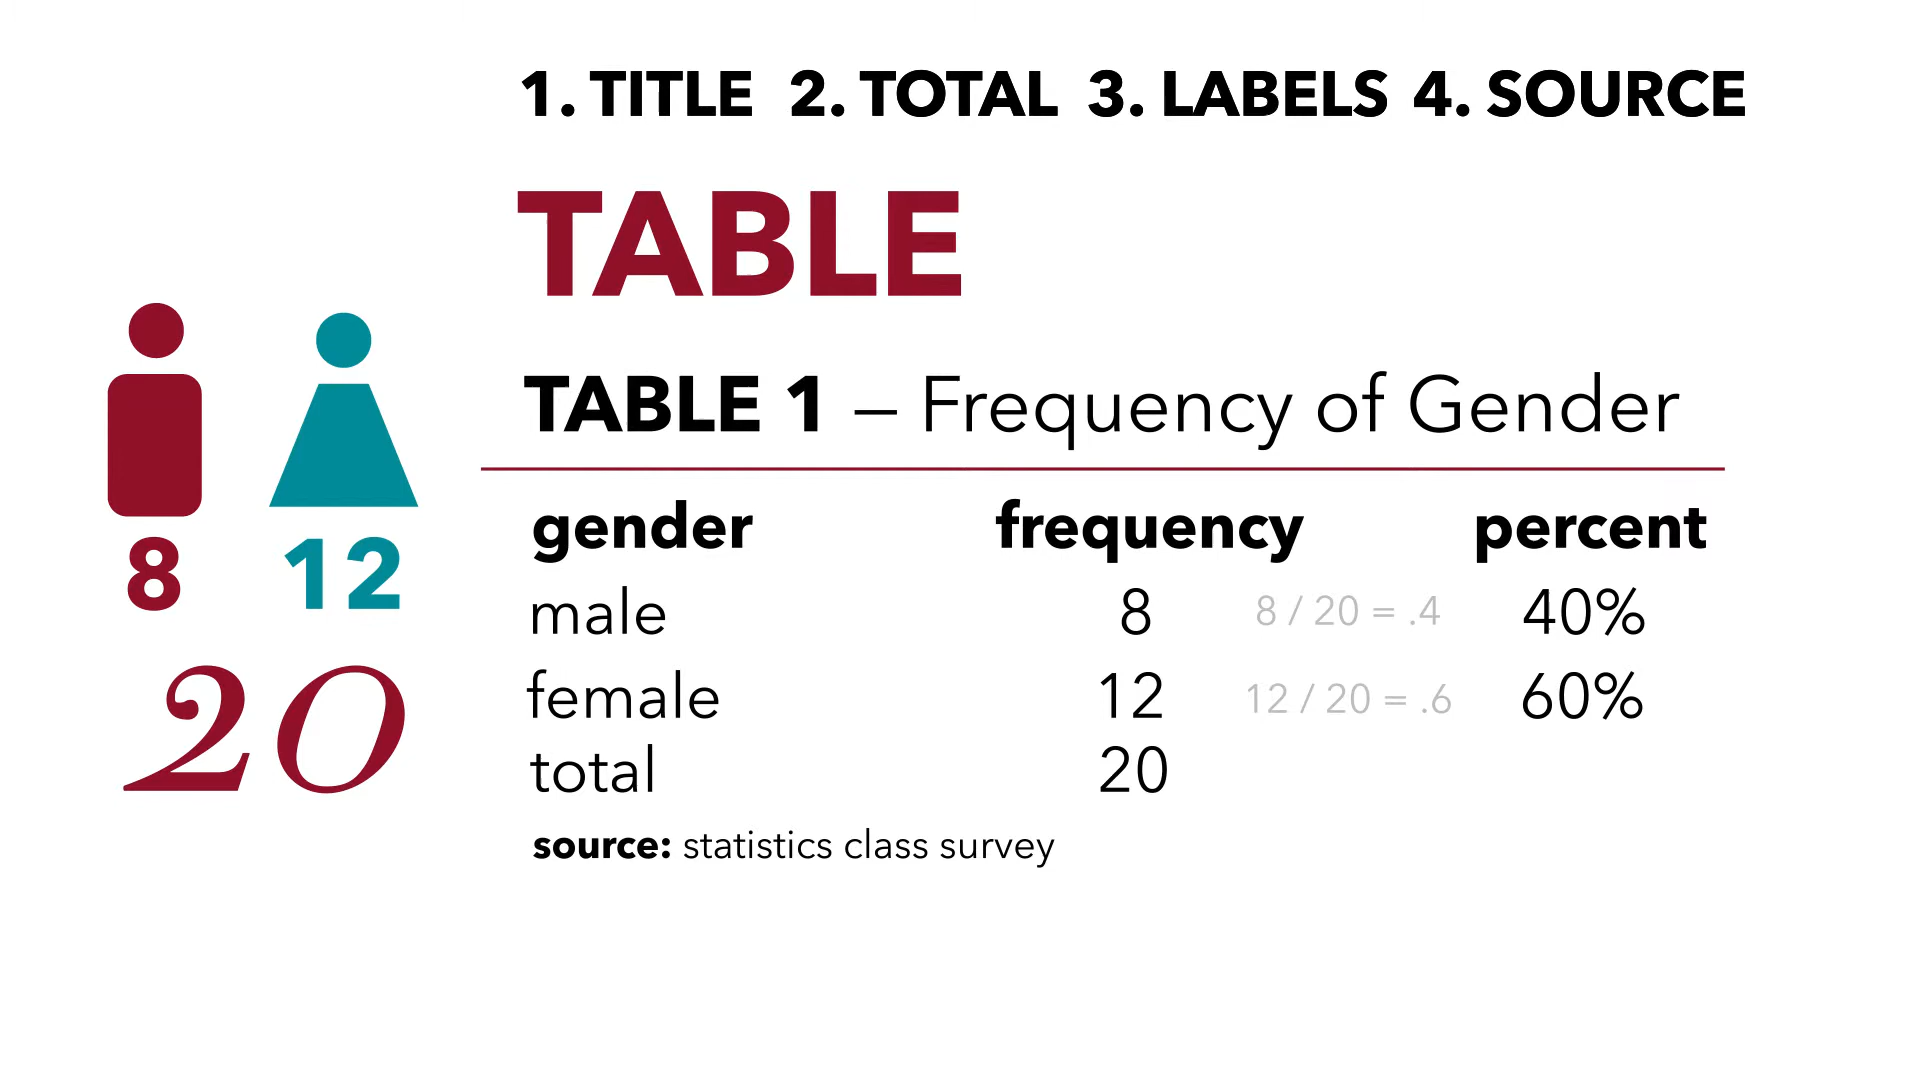 1. TITLE 2. TOTAL 3. LABELS 4. SOURCE
TABLE
TABLE 1 – Frequency of Gender
gender frequency percent
male 8 8 / 20 = .4 40%
female 12 12 / 20 = .6 60%
total 20
source: statistics class survey
8 12
20